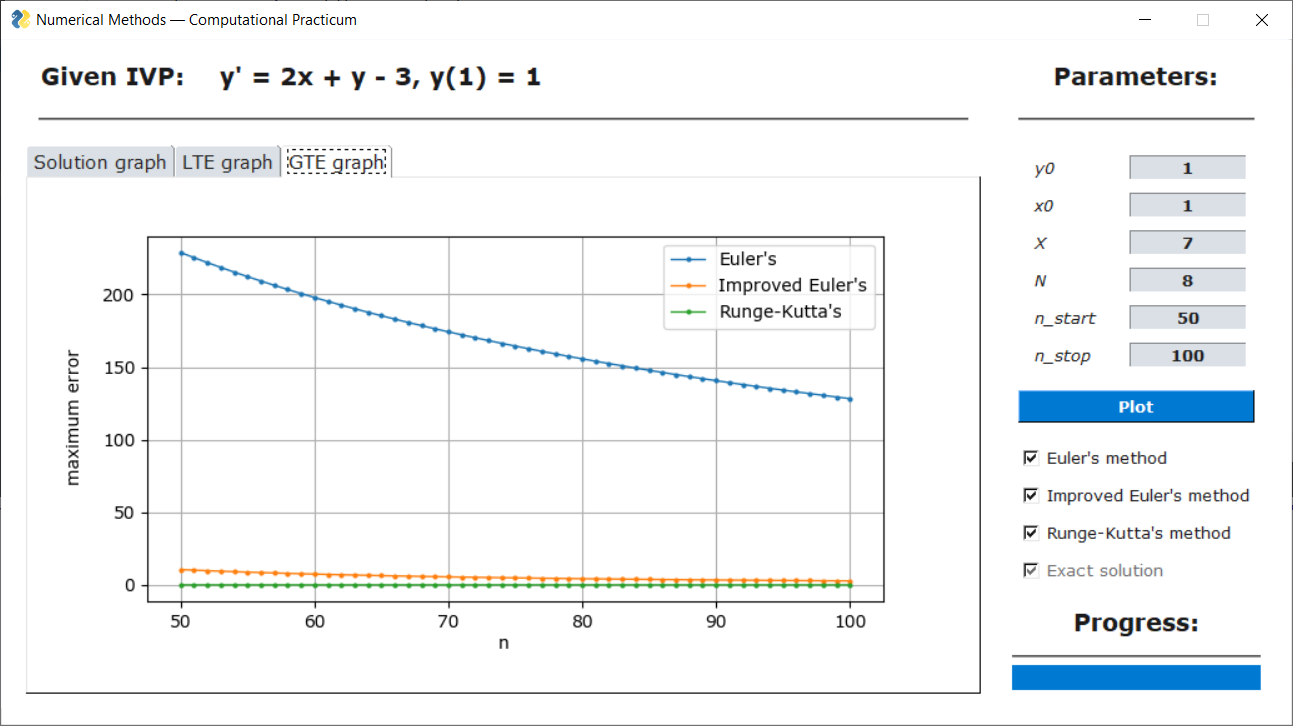 Numerical Methods — Computational Practicum
Given IVP: y' = 2x + y - 3, y(1) = 1
Parameters:
Solution graph LTE graph GTE graph
y0 1
x0 1
X 7
N 8
n_start 50
n_stop 100
Plot
Euler's method
Improved Euler's method
Runge-Kutta's method
Exact solution
Progress:
Euler's
Improved Euler's
Runge-Kutta's
maximum error
200
150
100
50
0
50 60 70 80 90 100
n